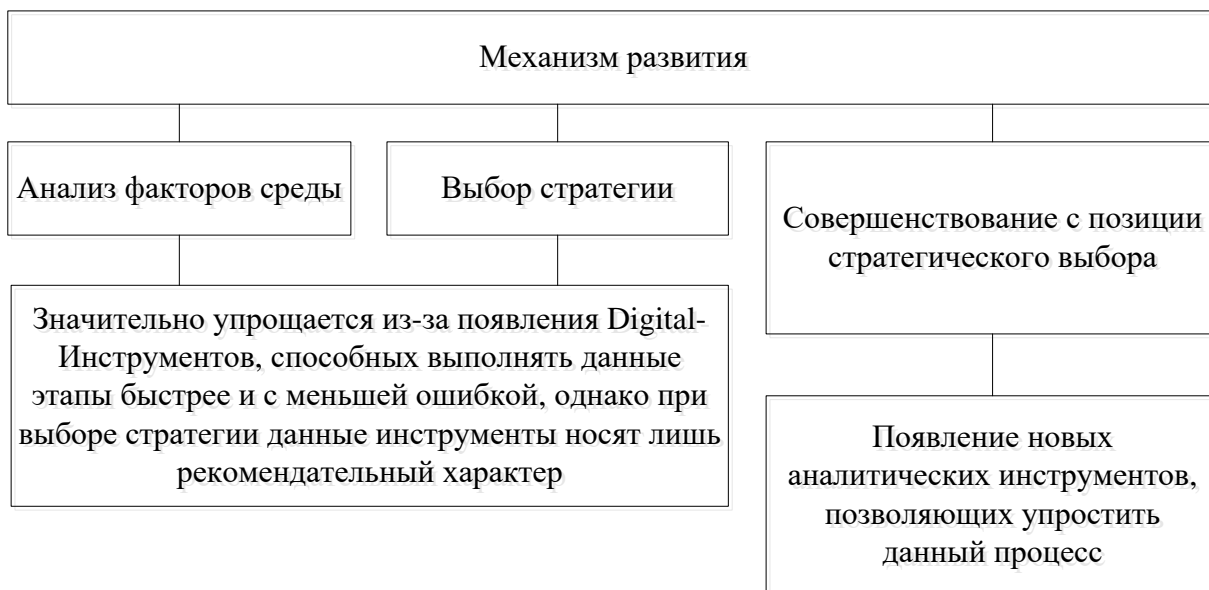 Механизм развития
Анализ факторов среды
Выбор стратегии
Совершенствование с позиции
стратегического выбора
Значительно упрощается из-за появления Digital-
Инструментов, способных выполнять данные
этапы быстрее и с меньшей ошибкой, однако при
выборе стратегии данные инструменты носят лишь
рекомендательный характер
Появление новых
аналитических инструментов,
позволяющих упростить
данный процесс